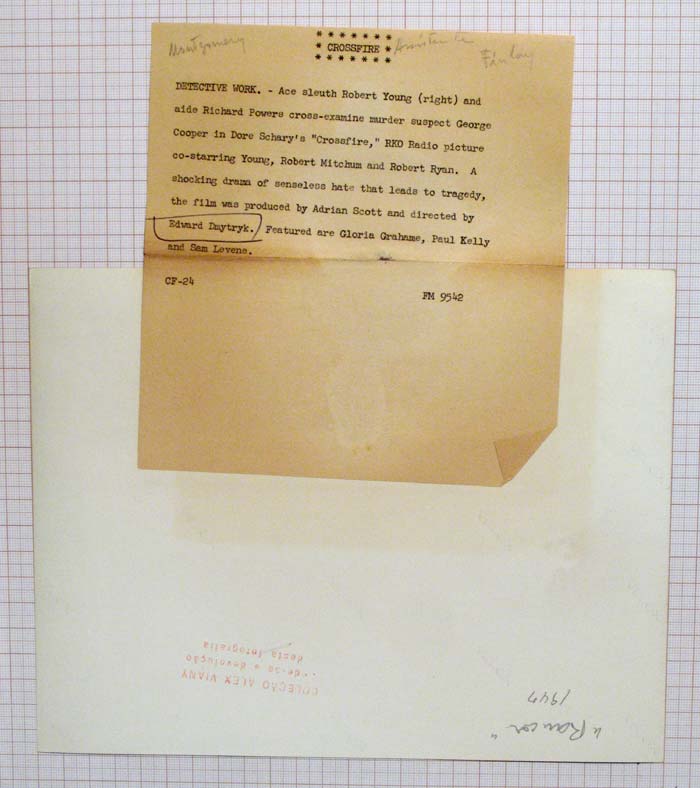 Montgomery
* * * * * * *
* CROSSFIRE *
* * * * * * *
Assistente
Finlay
DETECTIVE WORK. - Ace sleuth Robert Young (right) and
aide Richard Powers cross-examine murder suspect George
Cooper in Dore Schary's "Crossfire," RKO Radio picture
co-starring Young, Robert Mitchum and Robert Ryan. A
shocking drama of senseless hate that leads to tragedy,
the film was produced by Adrian Scott and directed by
Edward Dmytryk. Featured are Gloria Grahame, Paul Kelly
and Sam Levene.
CF-24
FM 9542
COLEÇÃO ALEX VIANY
de-se a devolução
desta fotografia
"Rancor"
1947